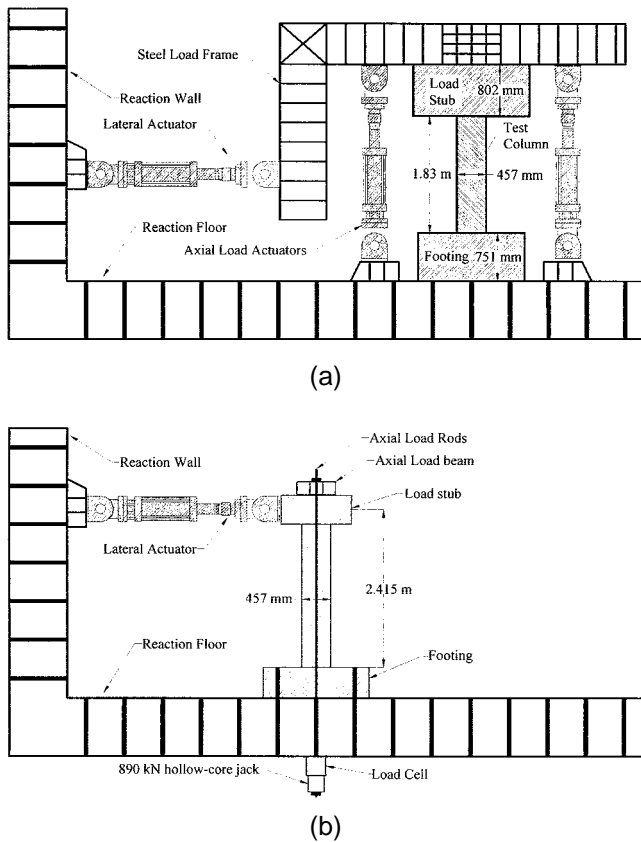 Steel Load Frame
Reaction Wall
Lateral Actuator
Load
Stub
802 mm
Test
Column
1.83 m
457 mm
Reaction Floor
Axial Load Actuators
Footing
751 mm
(a)
Axial Load Rods
Axial Load beam
Reaction Wall
Load stub
Lateral Actuator
457 mm
2.415 m
Reaction Floor
Footing
890 kN hollow-core jack
Load Cell
(b)